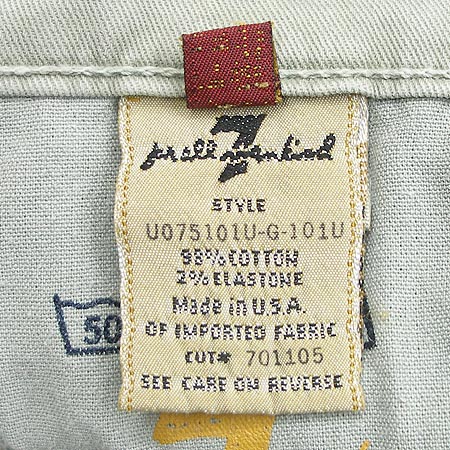 7
for all mankind
STYLE
U075101U-G-101U
98% COTTON
2% ELASTONE
Made in U.S.A.
OF IMPORTED FABRIC
CUT# 701105
SEE CARE ON REVERSE
50